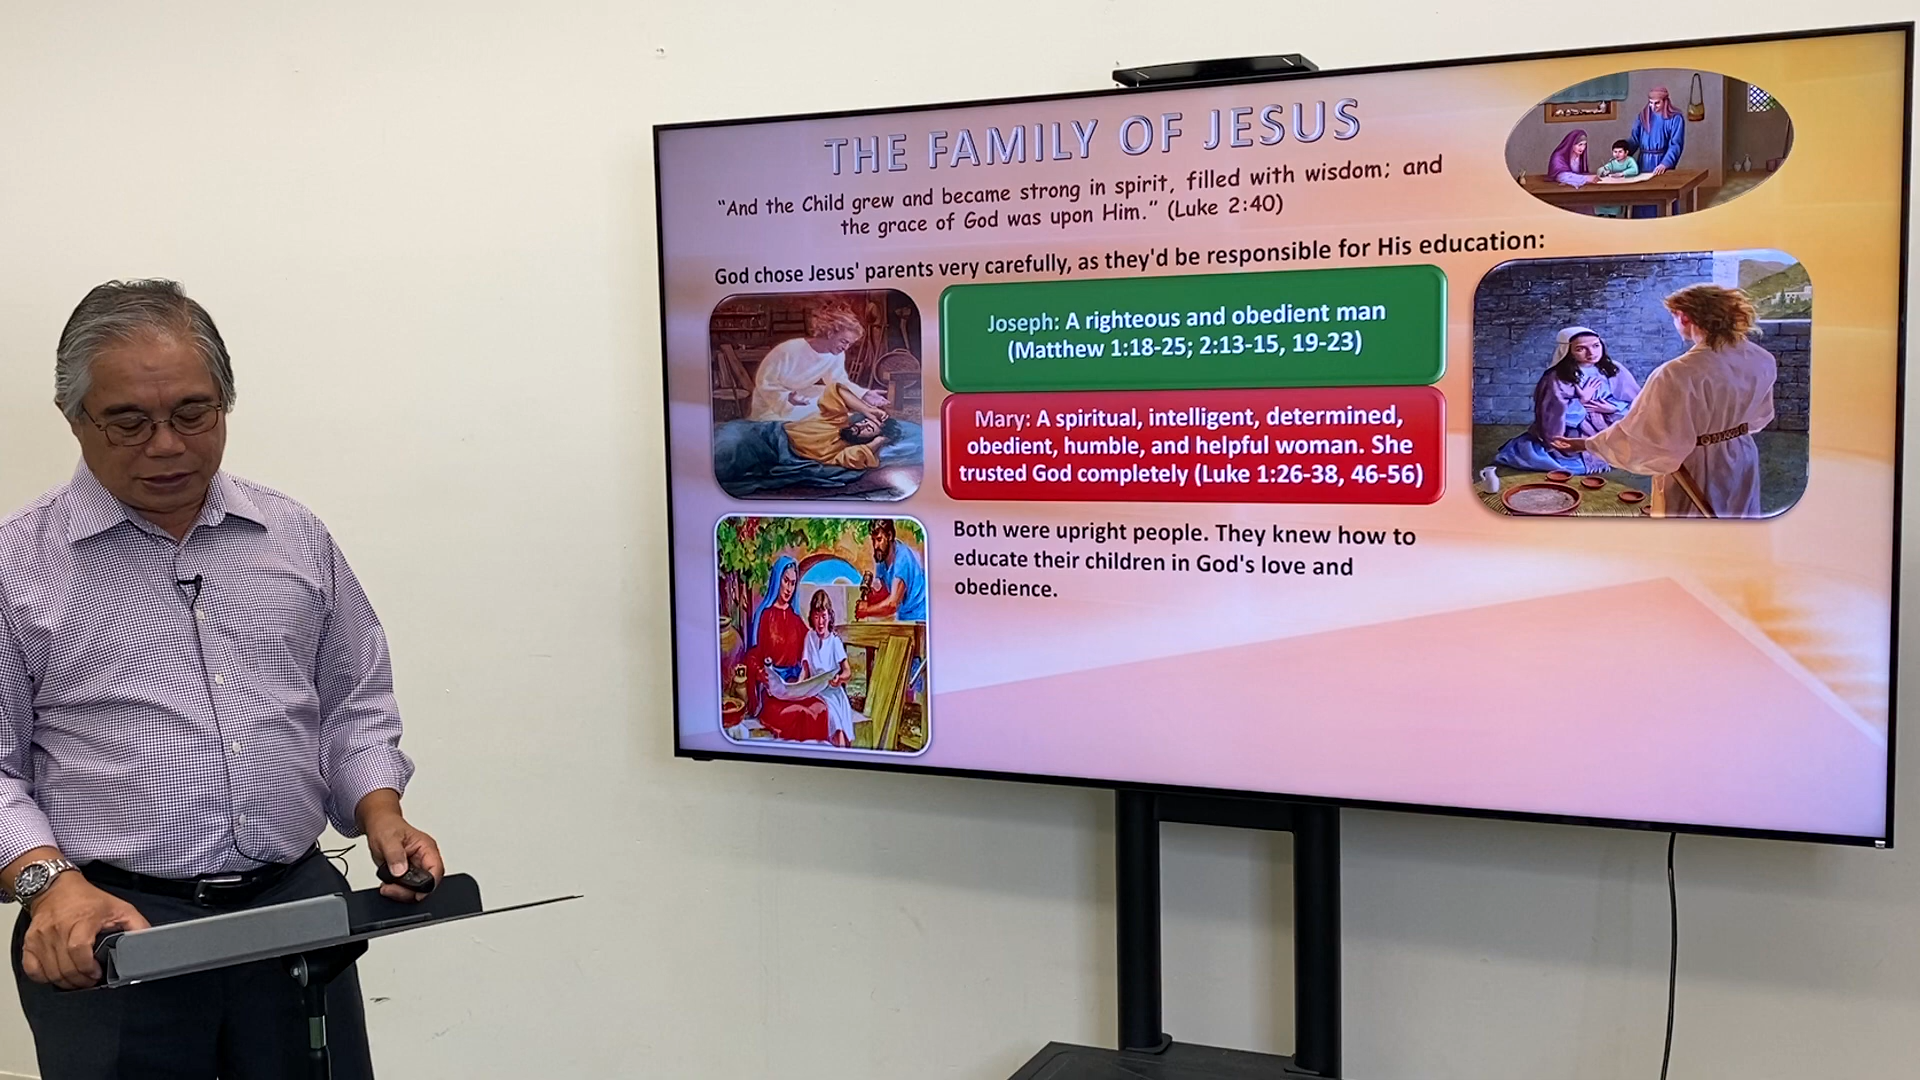 THE FAMILY OF JESUS
“And the Child grew and became strong in spirit, filled with wisdom; and
the grace of God was upon Him.” (Luke 2:40)
God chose Jesus' parents very carefully, as they'd be responsible for His education:
Joseph: A righteous and obedient man
(Matthew 1:18-25; 2:13-15, 19-23)
Mary: A spiritual, intelligent, determined,
obedient, humble, and helpful woman. She
trusted God completely (Luke 1:26-38, 46-56)
Both were upright people. They knew how to
educate their children in God's love and
obedience.